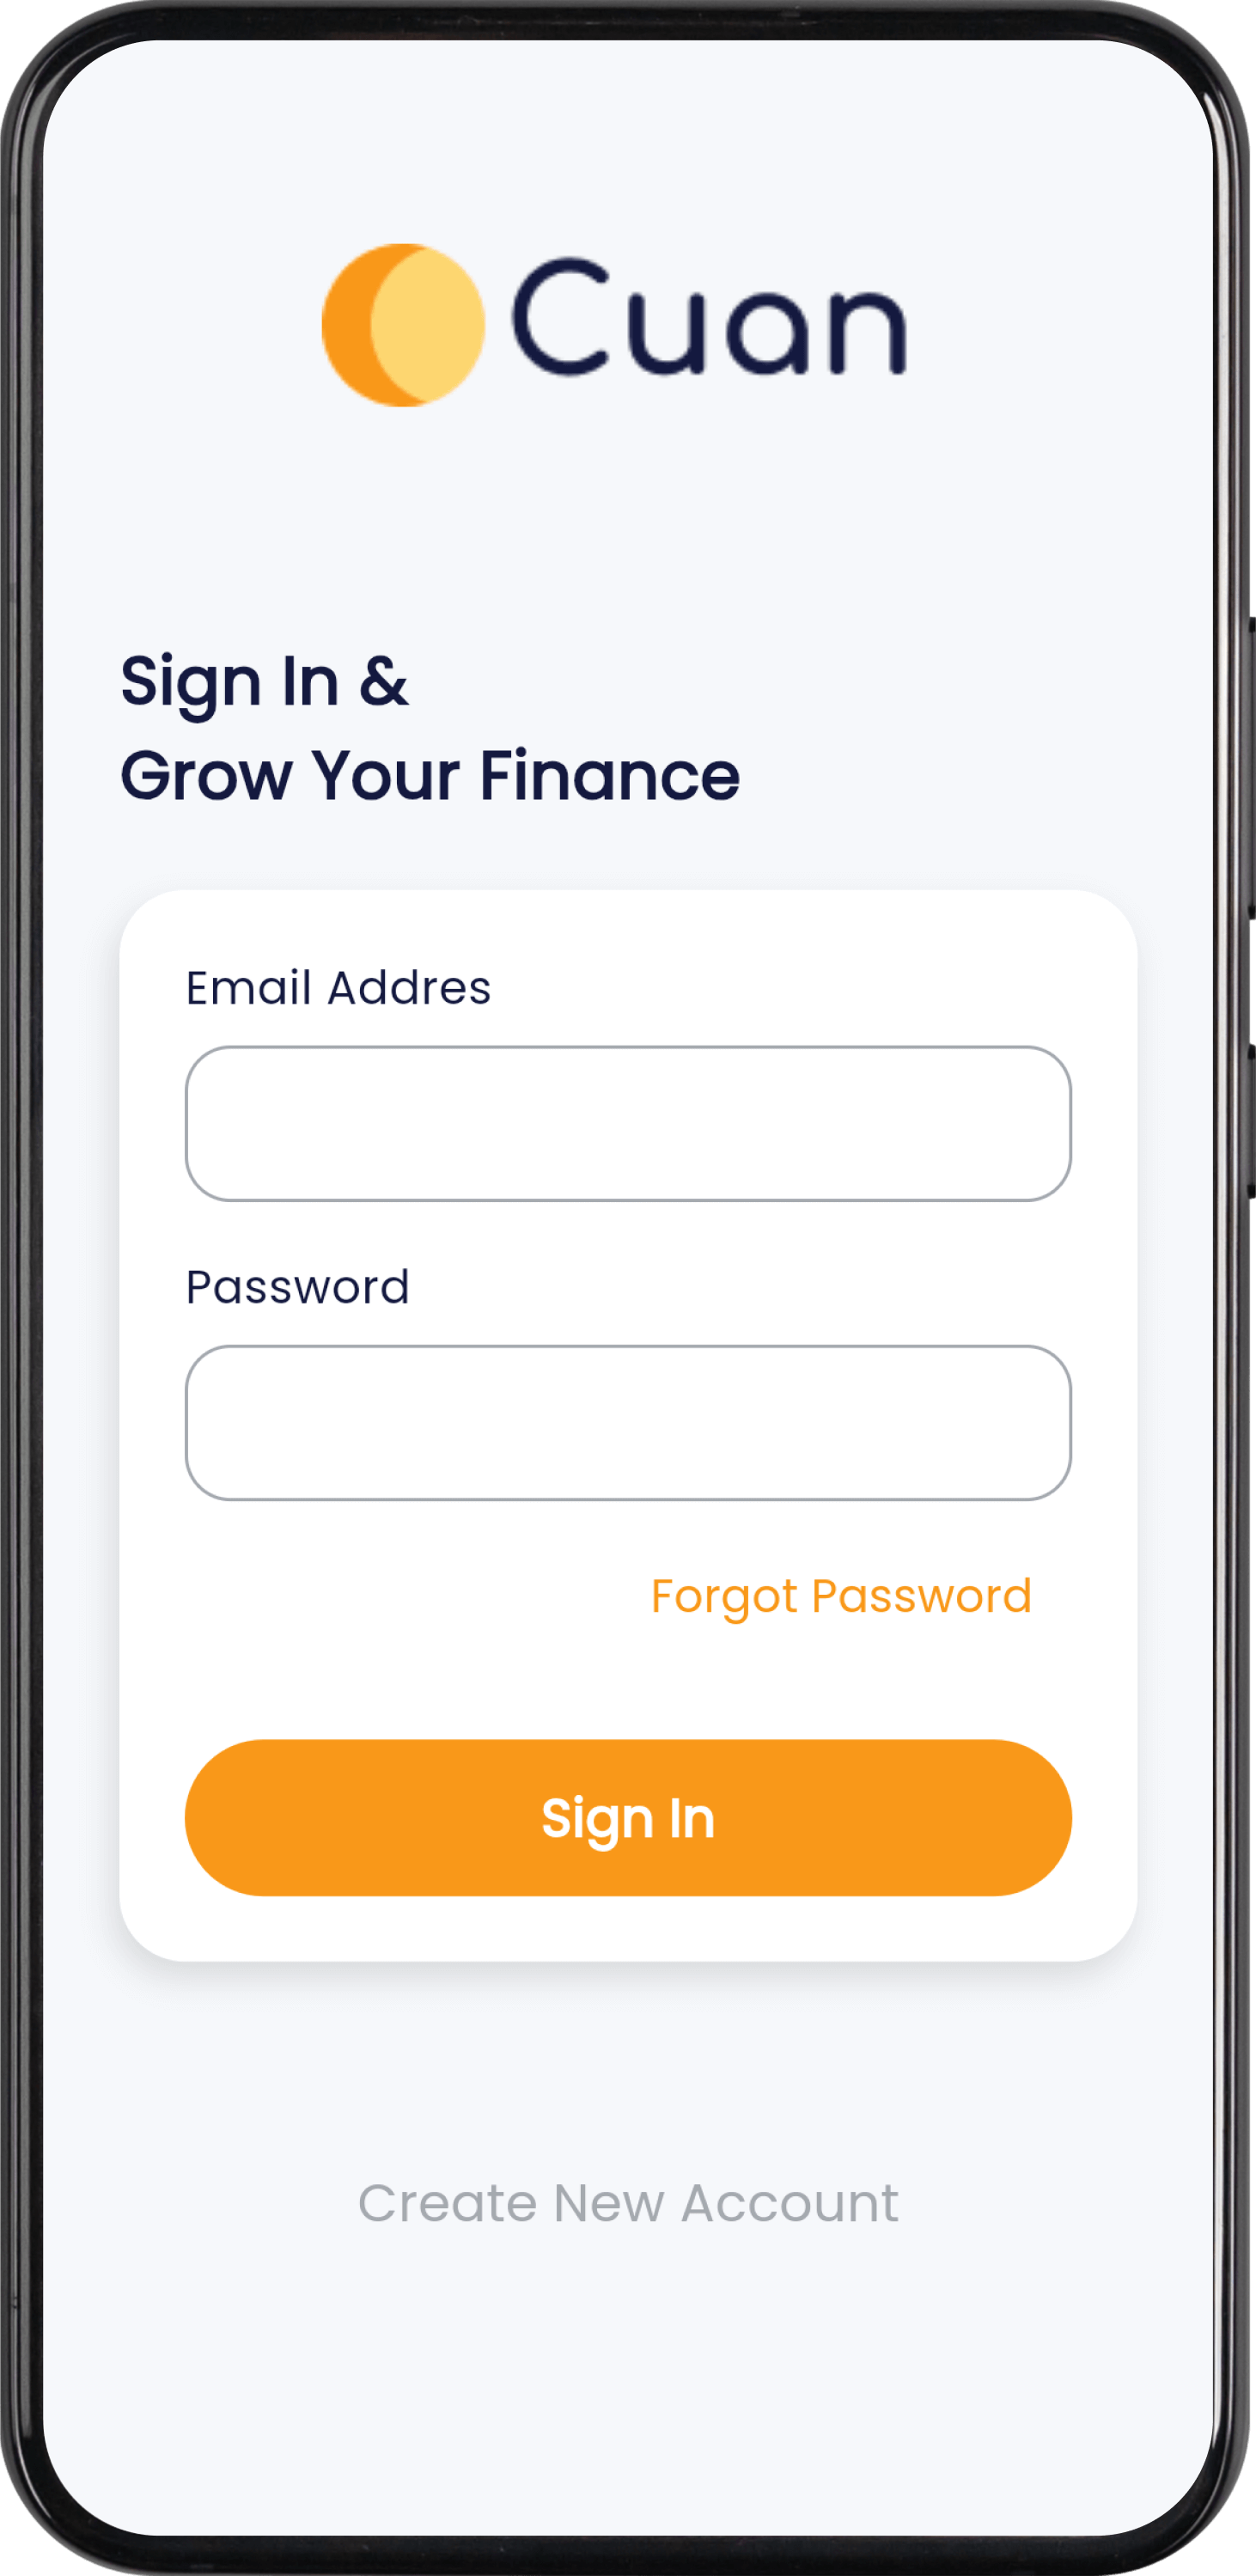 Cuan
Sign In &
Grow Your Finance
Email Addres
Password
Forgot Password
Sign In
Create New Account